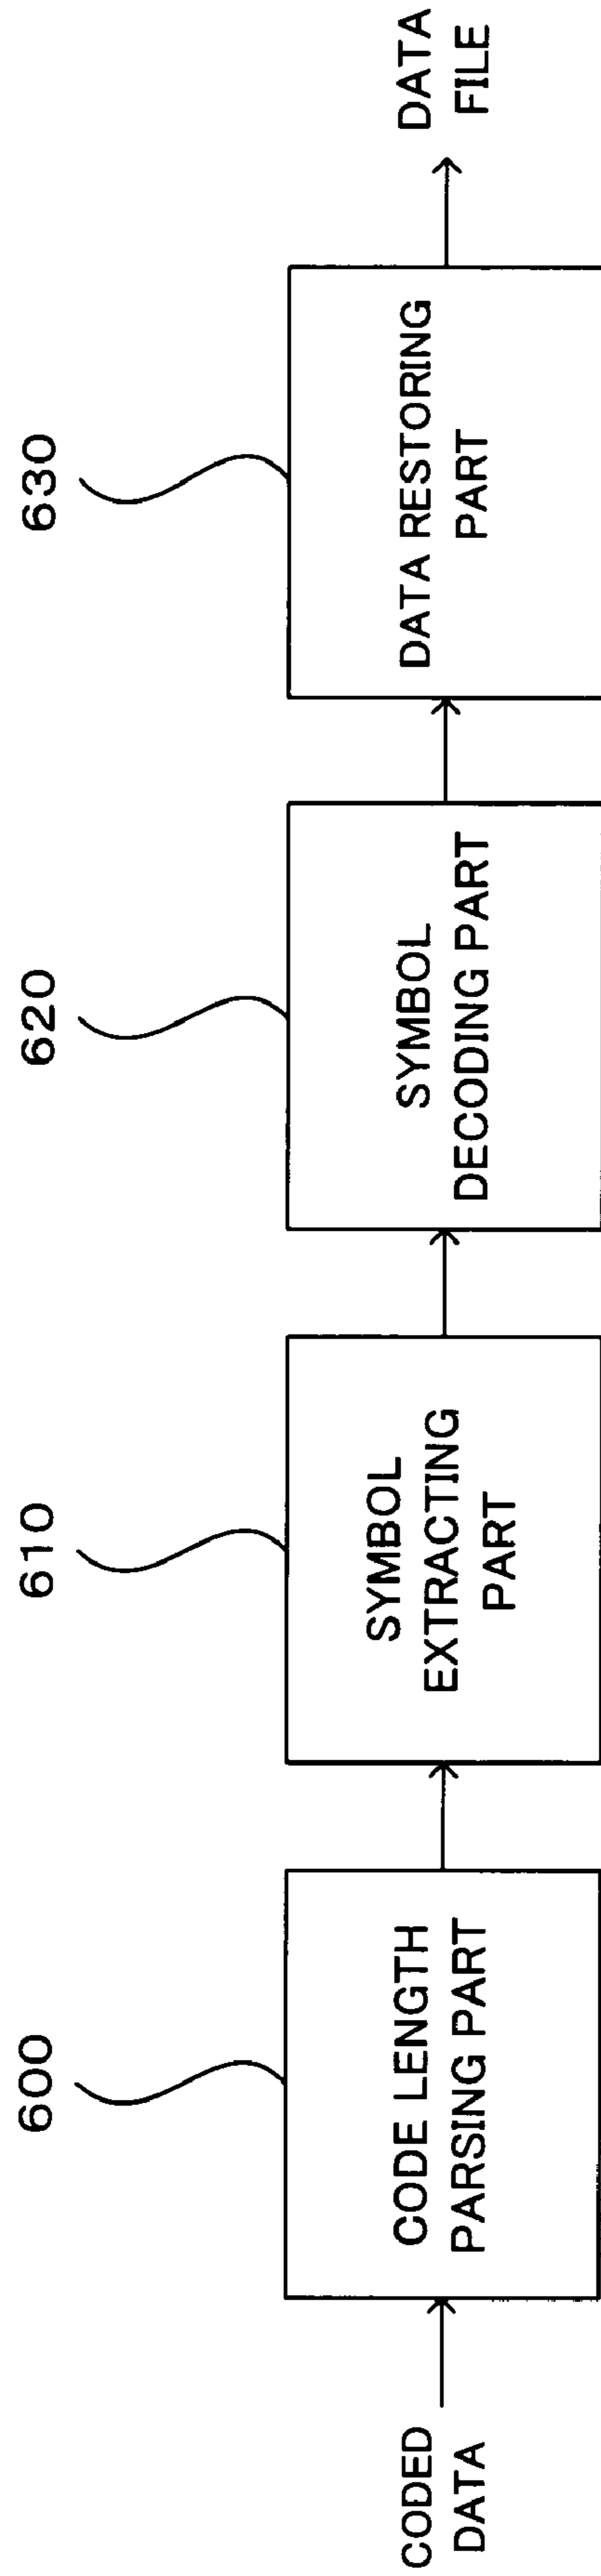 600
610
620
630
CODED
DATA
CODE LENGTH
PARSING PART
SYMBOL
EXTRACTING
PART
SYMBOL
DECODING PART
DATA RESTORING
PART
DATA
FILE